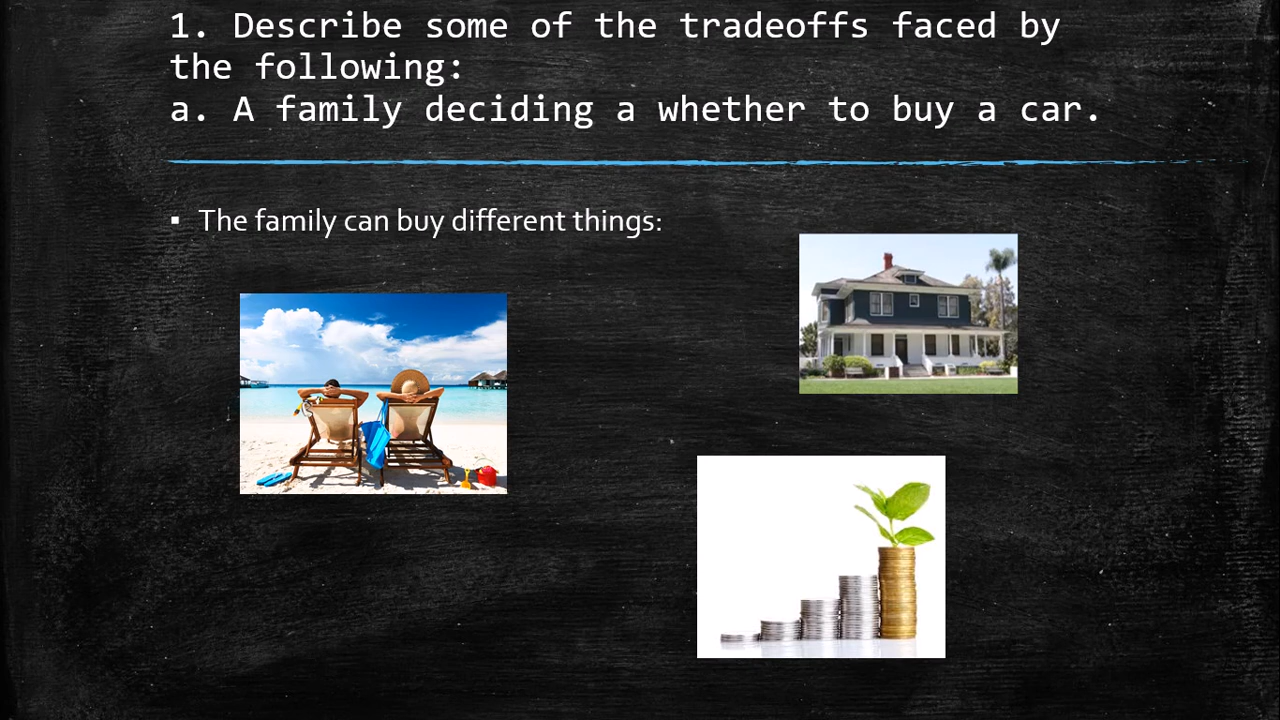 1. Describe some of the tradeoffs faced by
the following:
a. A family deciding a whether to buy a car.
▪ The family can buy different things: